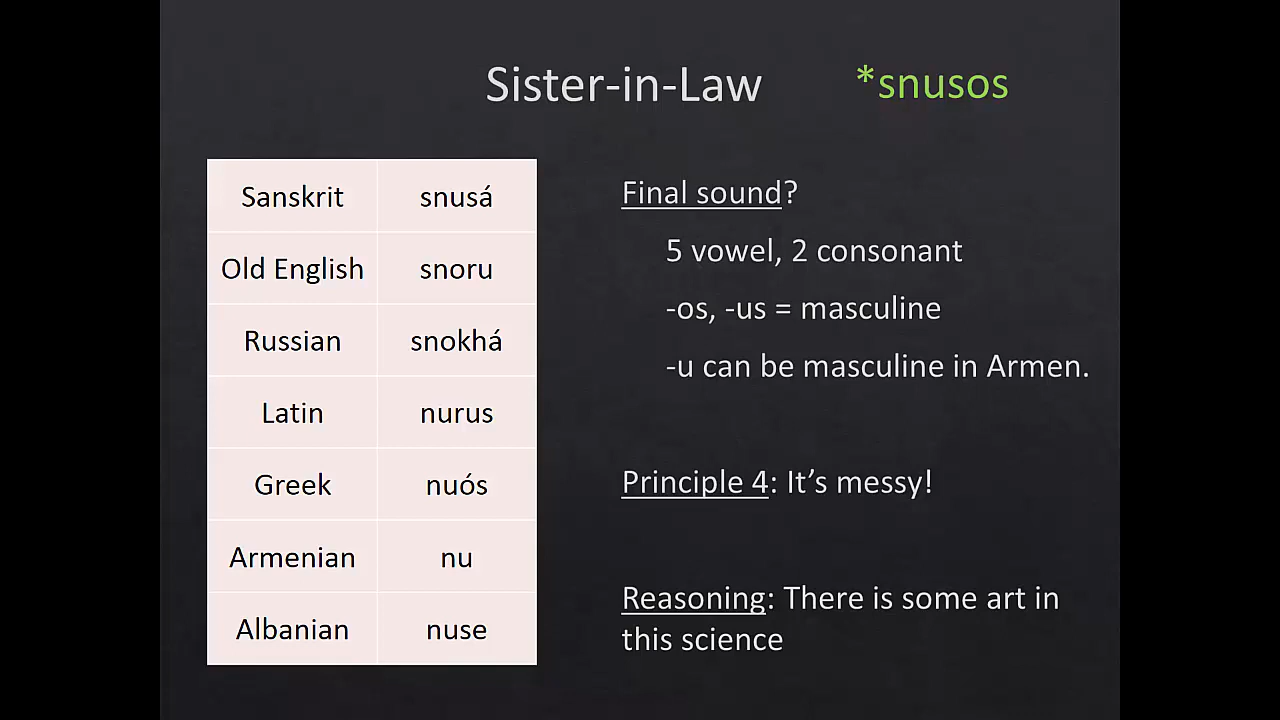 Sister-in-Law *snusos
Sanskrit snusá
Old English snoru
Russian snokhá
Latin nurus
Greek nuós
Armenian nu
Albanian nuse
Final sound?
5 vowel, 2 consonant
-os, -us = masculine
-u can be masculine in Armen.
Principle 4: It’s messy!
Reasoning: There is some art in
this science